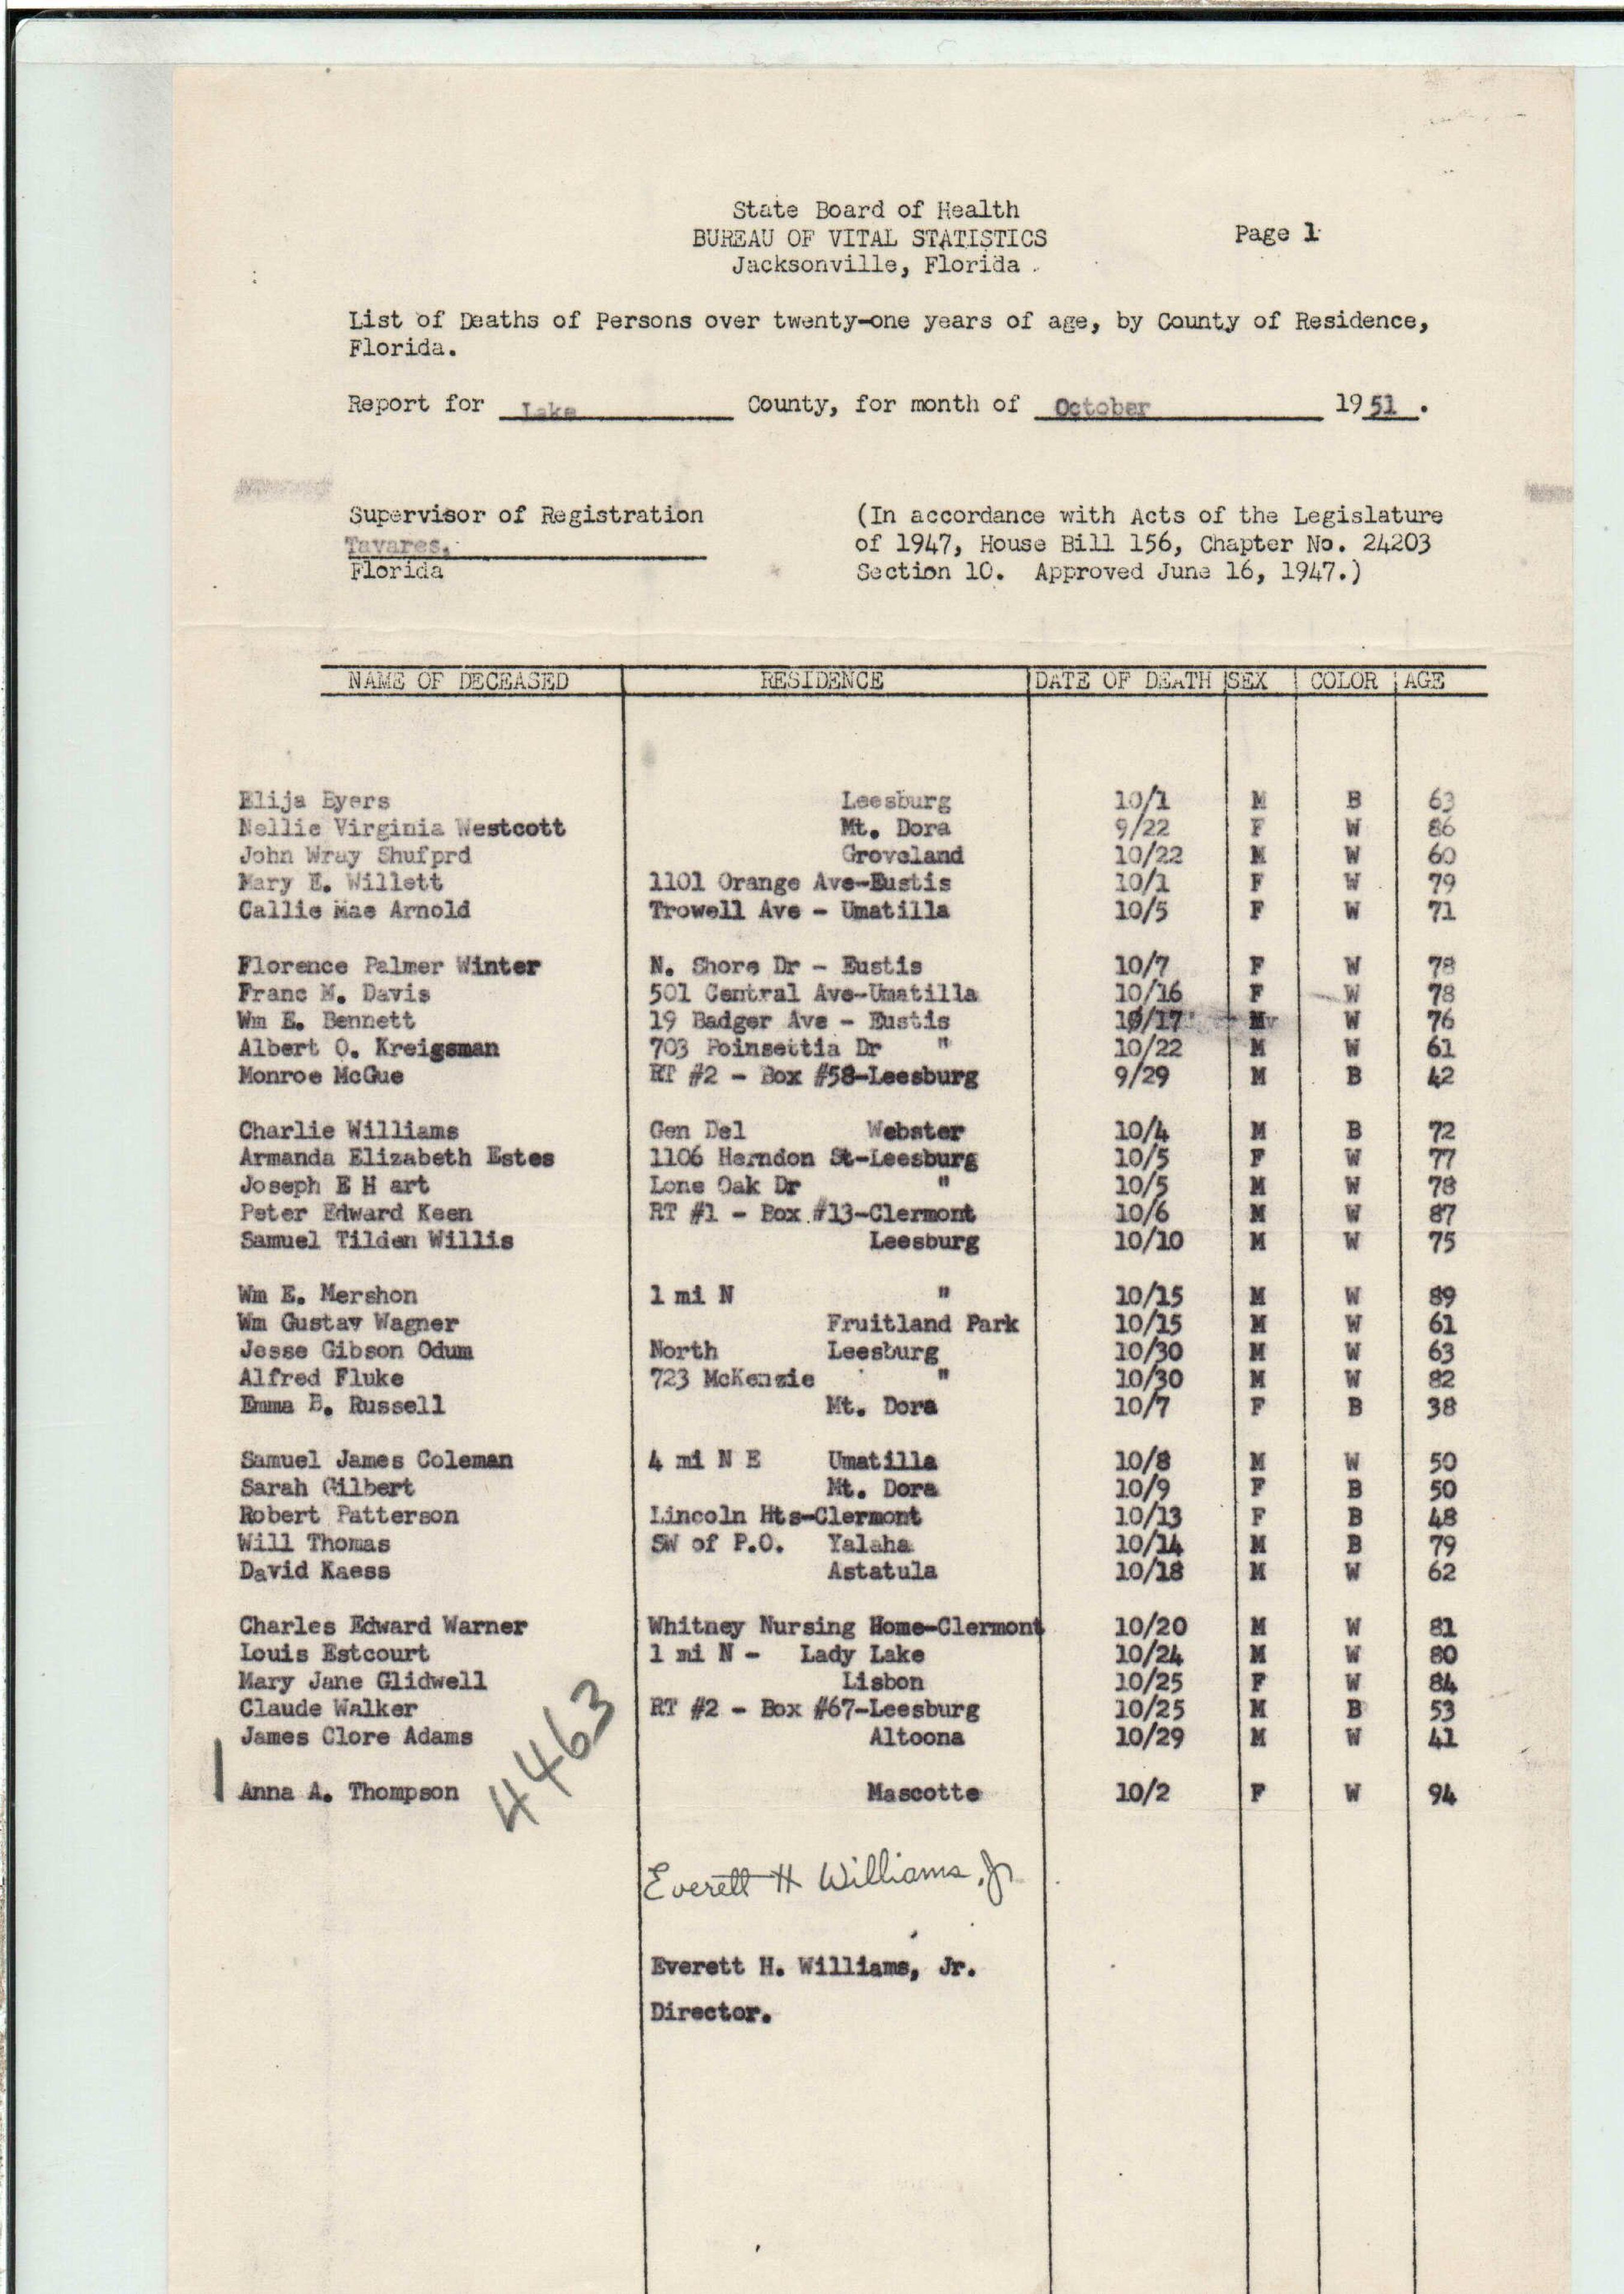 State Board of Health
BUREAU OF VITAL STATISTICS Page 1
Jacksonville, Florida
List of Deaths of Persons over twenty-one years of age, by County of Residence,
Florida.
Report for Lake County, for month of October 1951.
Supervisor of Registration (In accordance with Acts of the Legislature
Tavares, of 1947, House Bill 156, Chapter No. 24203
Florida Section 10. Approved June 16, 1947.)
NAME OF DECEASED RESIDENCE DATE OF DEATH SEX COLOR AGE
Elija Byers Leesburg 10/1 M B 63
Nellie Virginia Westcott Mt. Dora 9/22 F W 86
John Wray Shufprd Groveland 10/22 M W 60
Mary E. Willett 1101 Orange Ave-Eustis 10/1 F W 79
Callie Mae Arnold Trowell Ave - Umatilla 10/5 F W 71
Florence Palmer Winter N. Shore Dr - Eustis 10/7 F W 78
Franc M. Davis 501 Central Ave-Umatilla 10/16 F W 78
Wm E. Bennett 19 Badger Ave - Eustis 10/17 M W 76
Albert O. Kreigsman 703 Poinsettia Dr " 10/22 M W 61
Monroe McGue RT #2 - Box #58-Leesburg 9/29 M B 42
Charlie Williams Gen Del Webster 10/4 M B 72
Armanda Elizabeth Estes 1106 Herndon St-Leesburg 10/5 F W 77
Joseph E H art Lone Oak Dr " 10/5 M W 78
Peter Edward Keen RT #1 - Box #13-Clermont 10/6 M W 87
Samuel Tilden Willis Leesburg 10/10 M W 75
Wm E. Mershon 1 mi N " 10/15 M W 89
Wm Gustav Wagner Fruitland Park 10/15 M W 61
Jesse Gibson Odum North Leesburg 10/30 M W 63
Alfred Fluke 723 McKenzie " 10/30 M W 82
Emma B. Russell Mt. Dora 10/7 F B 38
Samuel James Coleman 4 mi N E Umatilla 10/8 M W 50
Sarah Gilbert Mt. Dora 10/9 F B 50
Robert Patterson Lincoln Hts-Clermont 10/13 F B 48
Will Thomas SW of P.O. Yalaha 10/14 M B 79
David Kaess Astatula 10/18 M W 62
Charles Edward Warner Whitney Nursing Home-Clermont 10/20 M W 81
Louis Estcourt 1 mi N - Lady Lake 10/24 M W 80
Mary Jane Glidwell Lisbon 10/25 F W 84
Claude Walker RT #2 - Box #67-Leesburg 10/25 M B 53
James Clore Adams Altoona 10/29 M W 41
Anna A. Thompson Mascotte 10/2 F W 94
4463
Everett H Williams, Jr
Everett H. Williams, Jr.
Director.